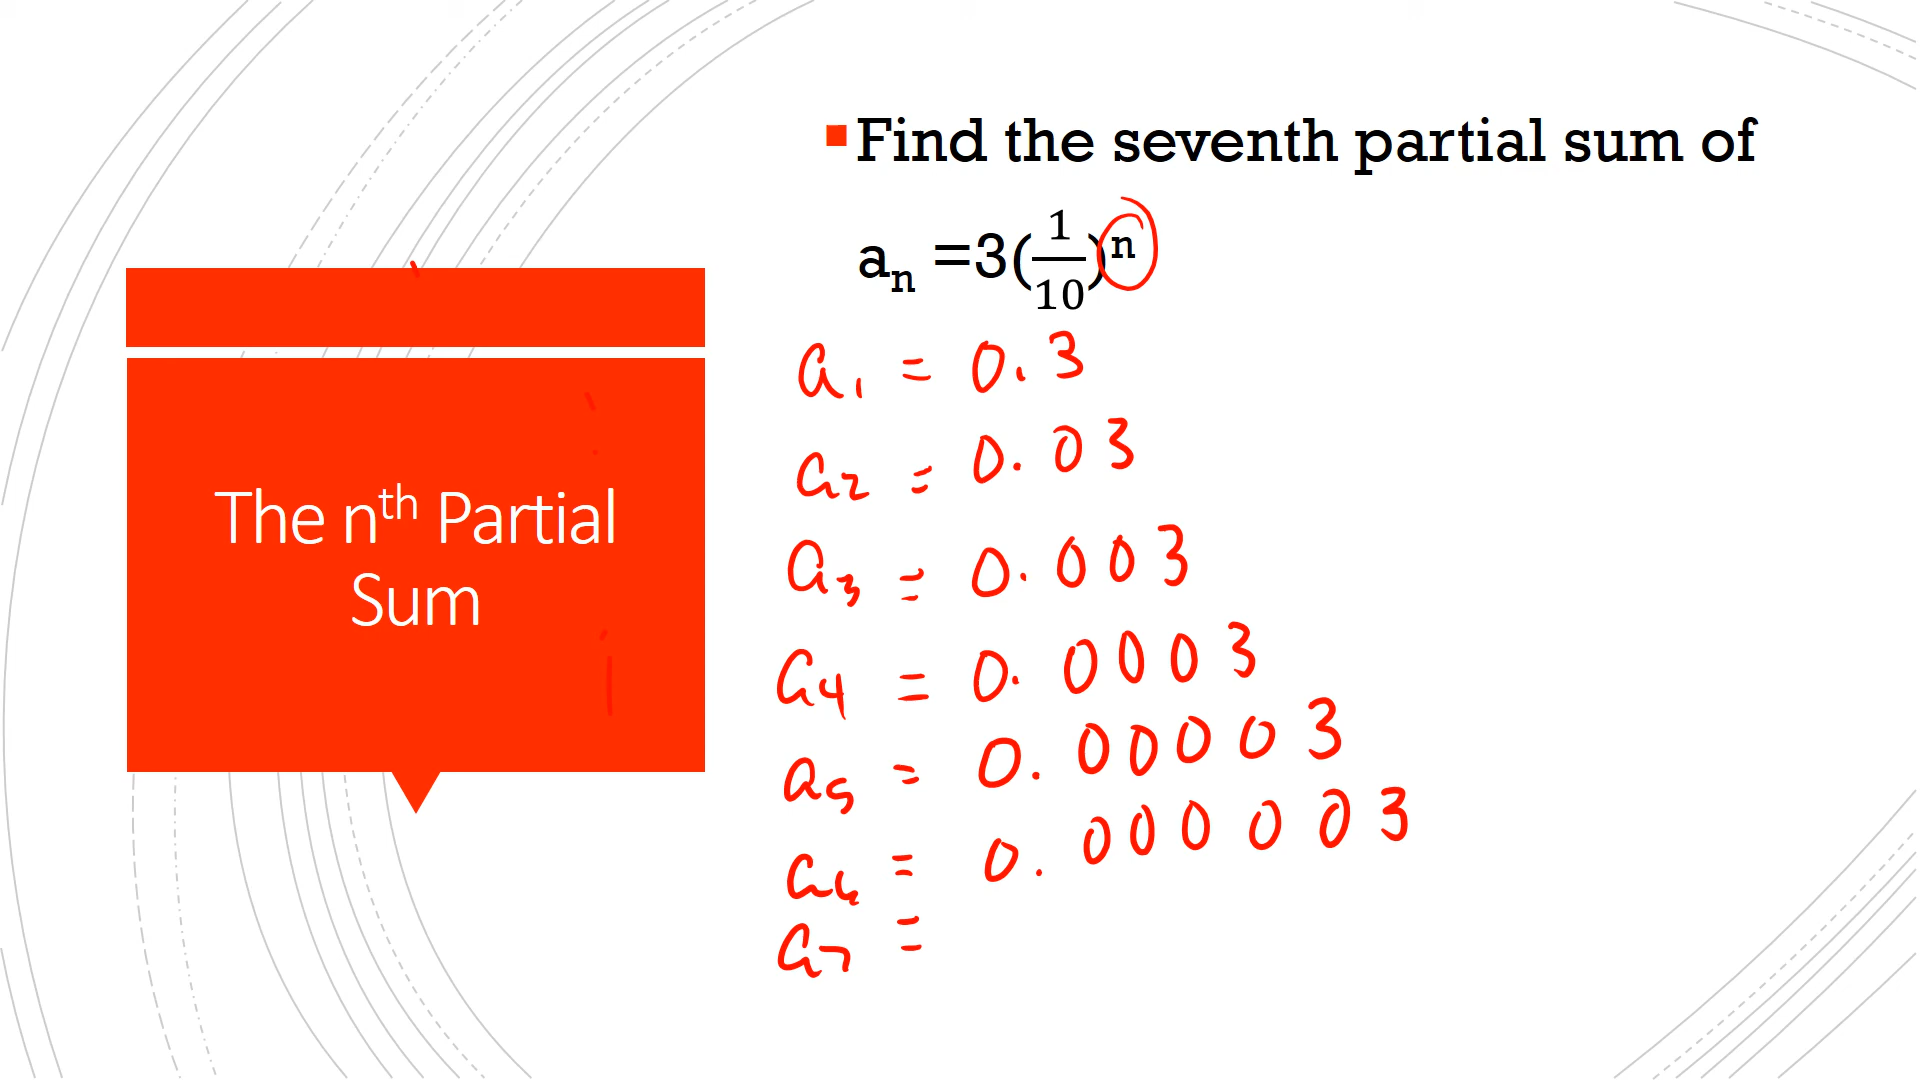 The nth Partial
Sum
Find the seventh partial sum of
an =3(1/10)n
a1 = 0.3
a2 = 0.03
a3 = 0.003
a4 = 0.0003
a5 = 0.00003
a6 = 0.000003
a7 =